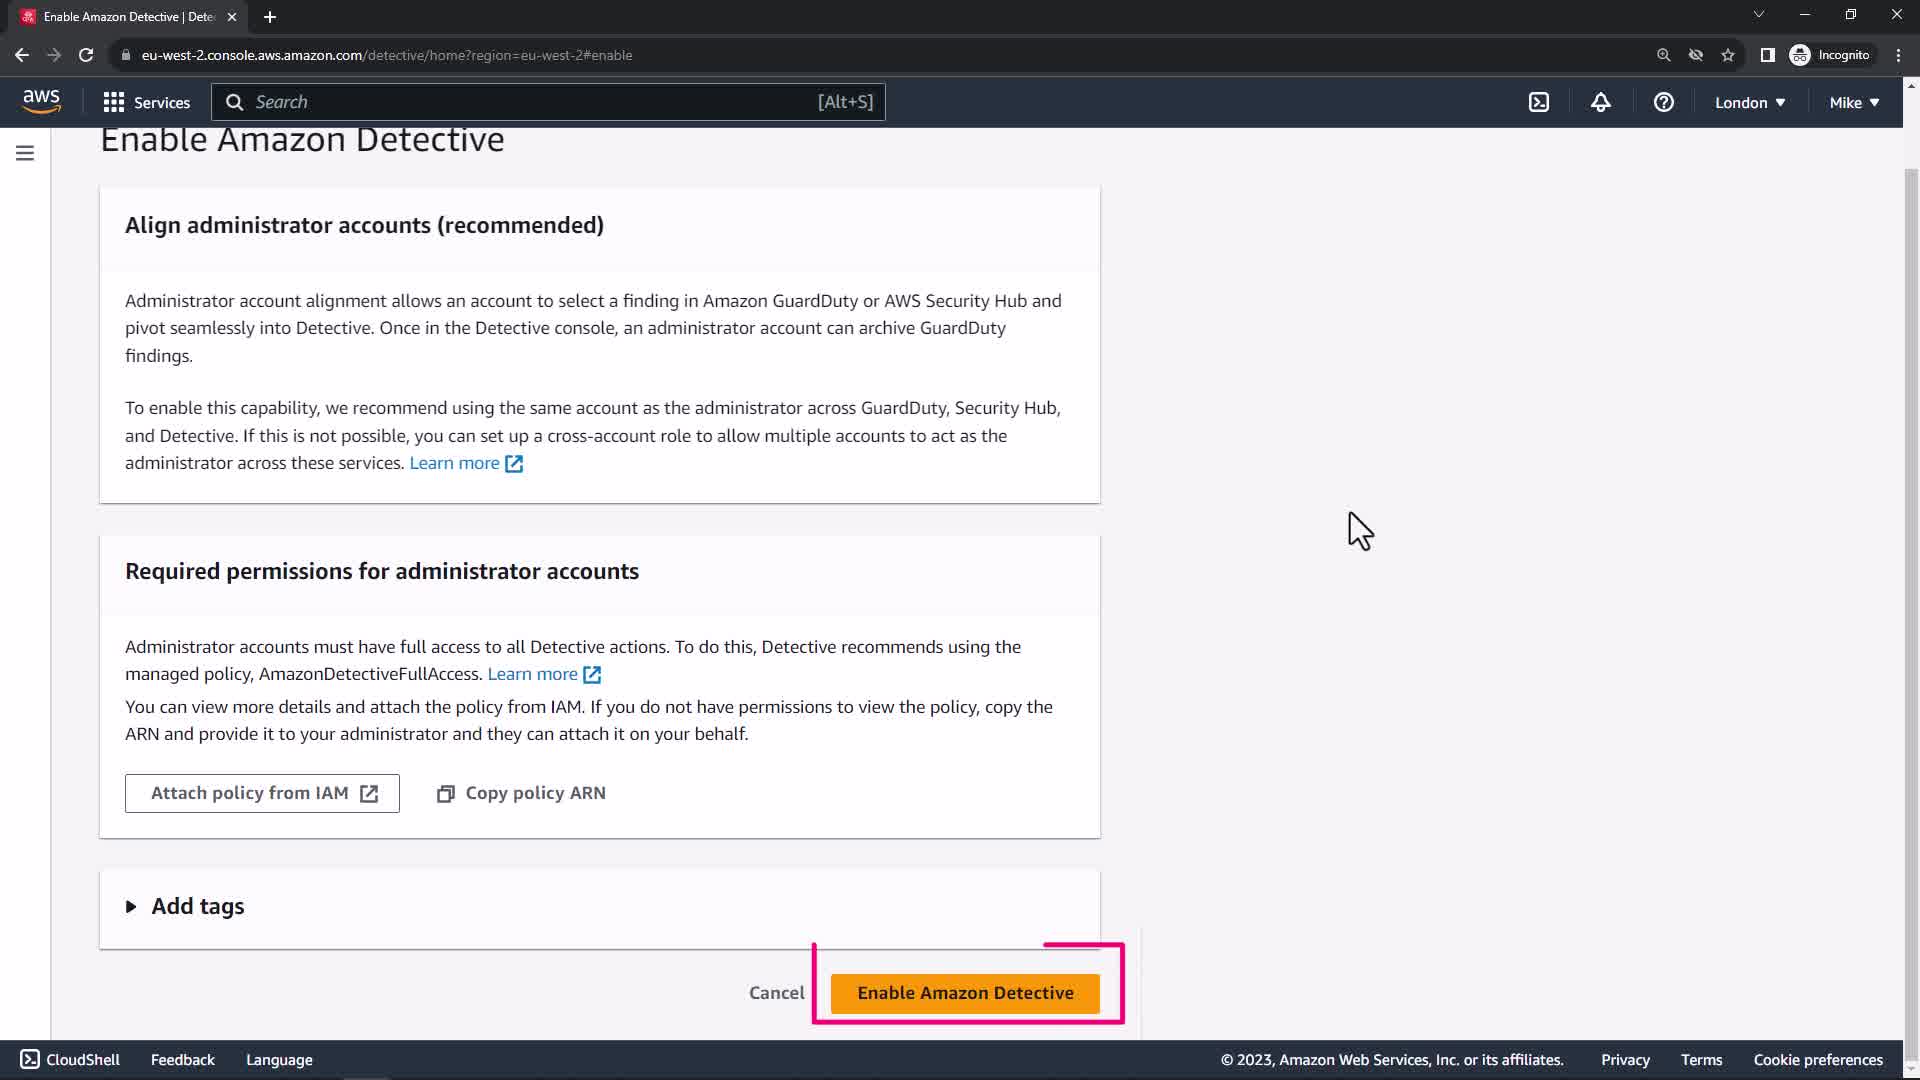 Enable Amazon Detective | Dete
eu-west-2.console.aws.amazon.com/detective/home?region=eu-west-2#enable
Incognito
aws
Services
Search
[Alt+S]
London
Mike
Enable Amazon Detective
Align administrator accounts (recommended)
Administrator account alignment allows an account to select a finding in Amazon GuardDuty or AWS Security Hub and
pivot seamlessly into Detective. Once in the Detective console, an administrator account can archive GuardDuty
findings.
To enable this capability, we recommend using the same account as the administrator across GuardDuty, Security Hub,
and Detective. If this is not possible, you can set up a cross-account role to allow multiple accounts to act as the
administrator across these services. Learn more
Required permissions for administrator accounts
Administrator accounts must have full access to all Detective actions. To do this, Detective recommends using the
managed policy, AmazonDetectiveFullAccess. Learn more
You can view more details and attach the policy from IAM. If you do not have permissions to view the policy, copy the
ARN and provide it to your administrator and they can attach it on your behalf.
Attach policy from IAM
Copy policy ARN
Add tags
Cancel
Enable Amazon Detective
CloudShell
Feedback
Language
© 2023, Amazon Web Services, Inc. or its affiliates.
Privacy
Terms
Cookie preferences